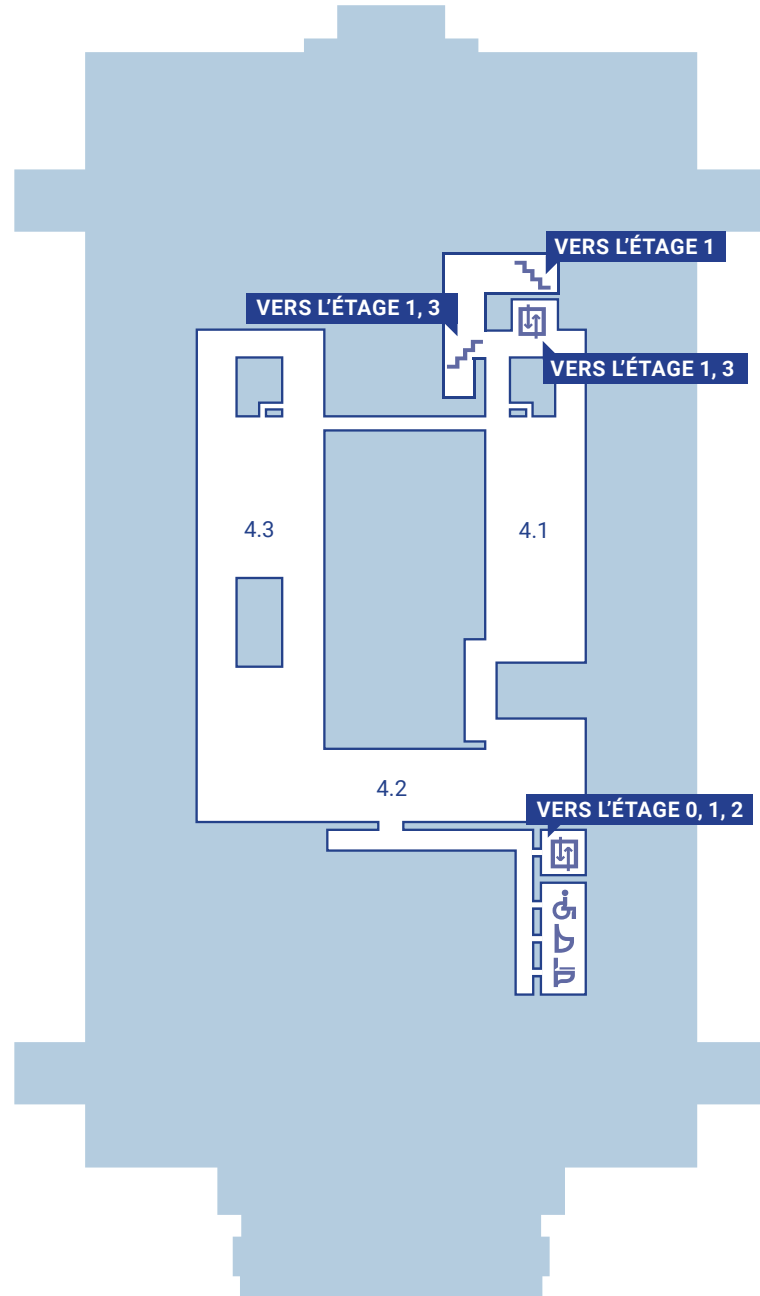 VERS L’ÉTAGE 1
VERS L’ÉTAGE 1, 3
VERS L’ÉTAGE 1, 3
4.3
4.1
4.2
VERS L’ÉTAGE 0, 1, 2